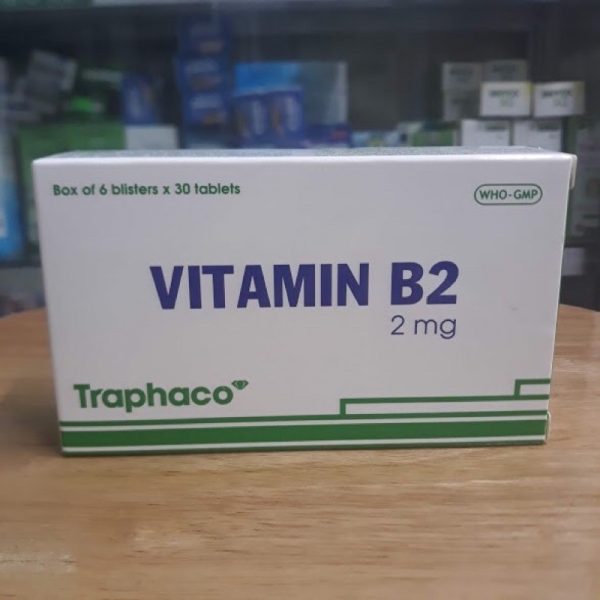 Box of 6 blisters x 30 tablets
WHO-GMP
VITAMIN B2
2 mg
Traphaco